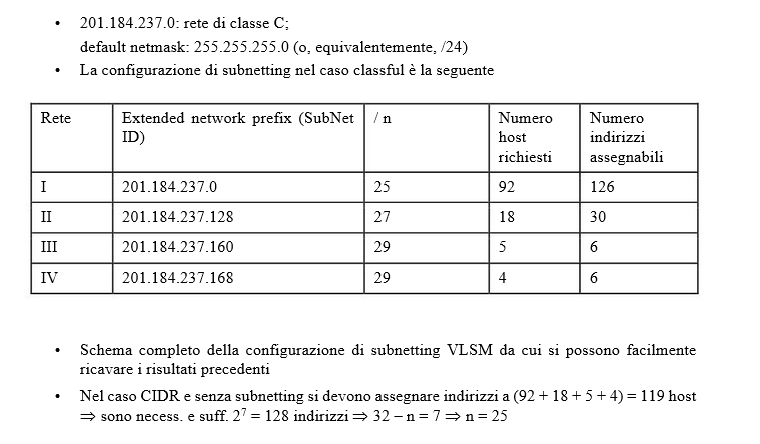 • 201.184.237.0: rete di classe C;
default netmask: 255.255.255.0 (o, equivalentemente, /24)
• La configurazione di subnetting nel caso classful è la seguente
Rete Extended network prefix (SubNet ID) / n Numero host richiesti Numero indirizzi assegnabili
I 201.184.237.0 25 92 126
II 201.184.237.128 27 18 30
III 201.184.237.160 29 5 6
IV 201.184.237.168 29 4 6
• Schema completo della configurazione di subnetting VLSM da cui si possono facilmente
ricavare i risultati precedenti
• Nel caso CIDR e senza subnetting si devono assegnare indirizzi a (92 + 18 + 5 + 4) = 119 host
⇒ sono necess. e suff. 2⁷ = 128 indirizzi ⇒ 32 – n = 7 ⇒ n = 25